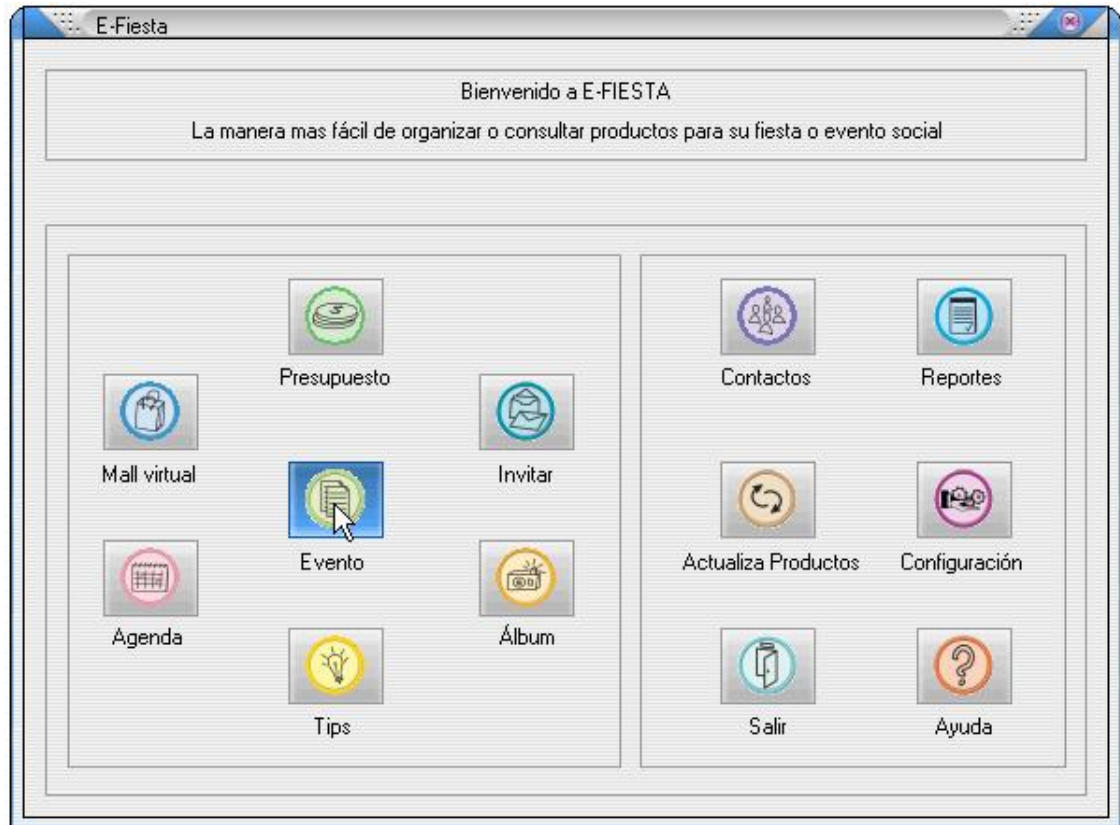 E-Fiesta
Bienvenido a E-FIESTA
La manera mas fácil de organizar o consultar productos para su fiesta o evento social
Presupuesto
Mall virtual
Invitar
Evento
Agenda
Álbum
Tips
Contactos
Reportes
Actualiza Productos
Configuración
Salir
Ayuda